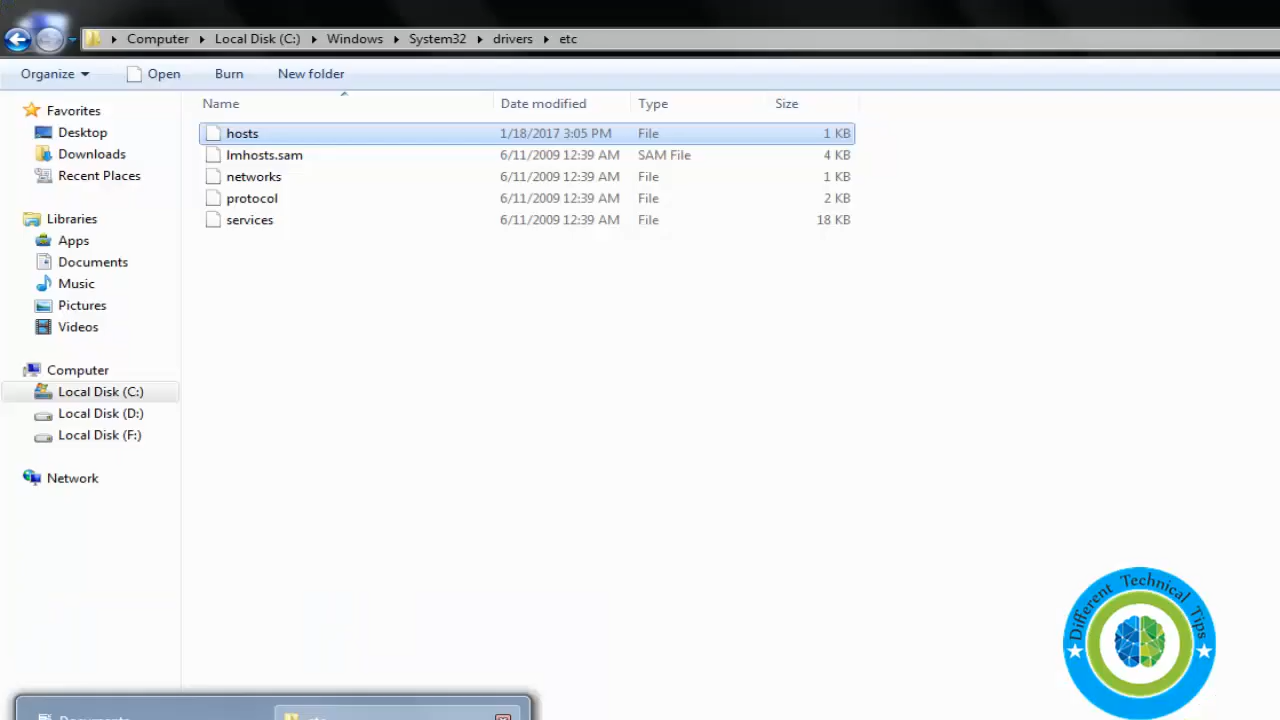 Computer Local Disk (C:) Windows System32 drivers etc
Organize Open Burn New folder
Name Date modified Type Size
Favorites
Desktop
Downloads
Recent Places
Libraries
Apps
Documents
Music
Pictures
Videos
Computer
Local Disk (C:)
Local Disk (D:)
Local Disk (F:)
Network
hosts 1/18/2017 3:05 PM File 1 KB
lmhosts.sam 6/11/2009 12:39 AM SAM File 4 KB
networks 6/11/2009 12:39 AM File 1 KB
protocol 6/11/2009 12:39 AM File 2 KB
services 6/11/2009 12:39 AM File 18 KB
Different Technical Tips
Documents etc